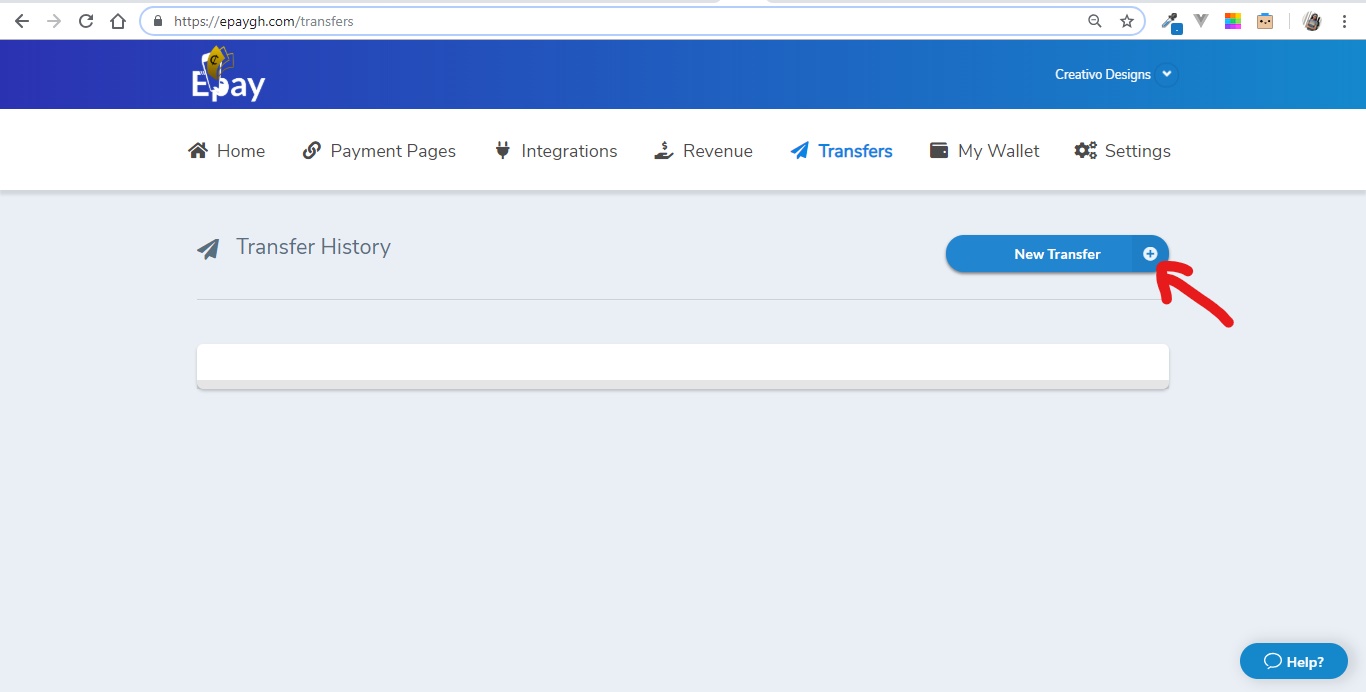 https://epaygh.com/transfers
Epay
Creativo Designs
Home Payment Pages Integrations Revenue Transfers My Wallet Settings
Transfer History
New Transfer
Help?